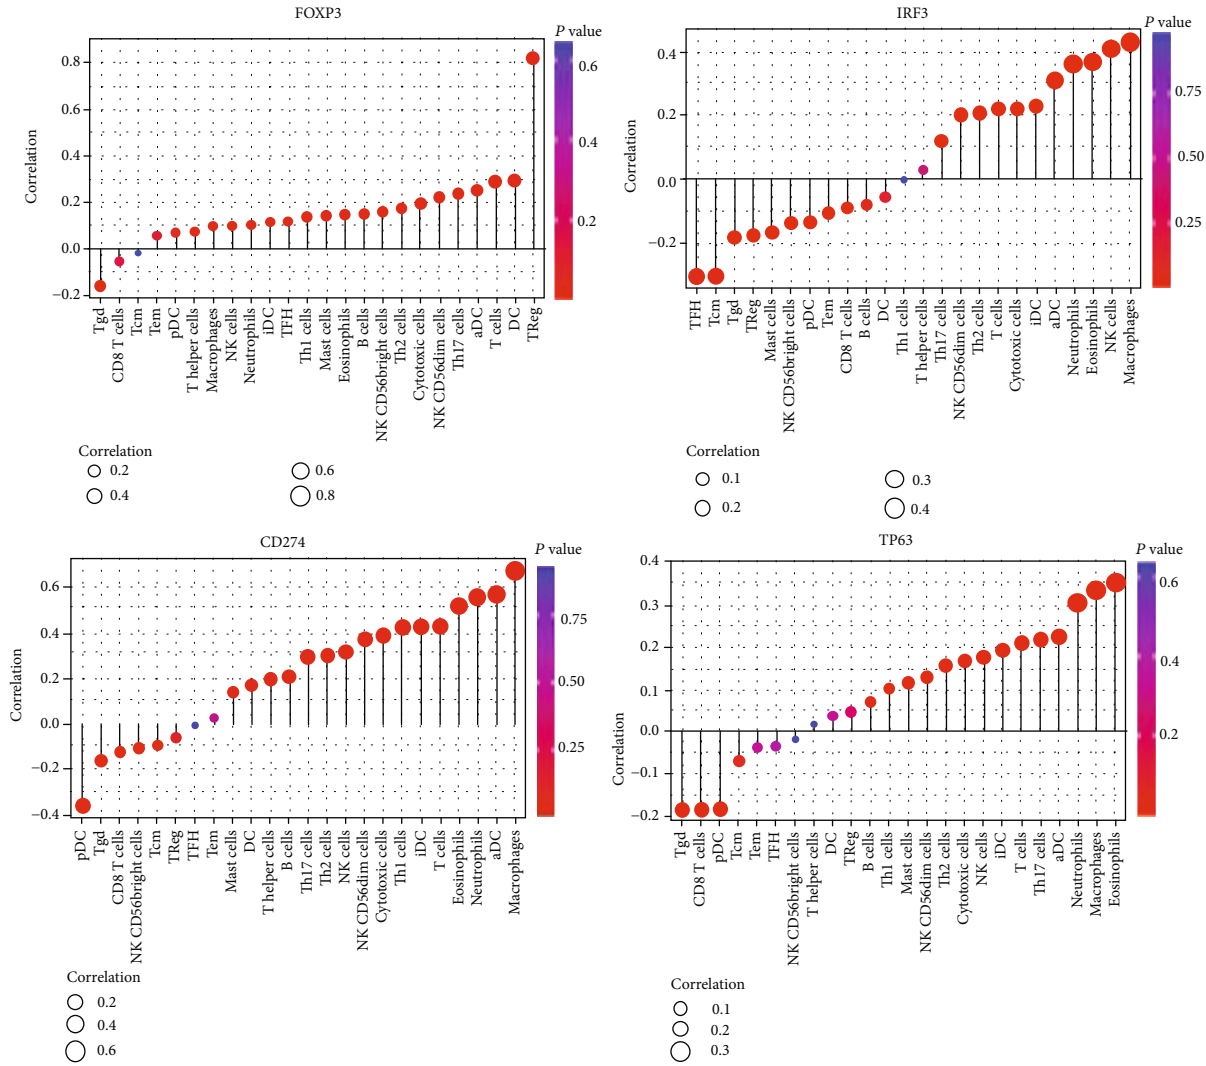 FOXP3
P value
Correlation
0.8
0.6
0.4
0.2
0.0
−0.2
0.6
0.4
0.2
Tgd
CD8 T cells
Tcm
Tem
pDC
T helper cells
Macrophages
NK cells
Neutrophils
iDC
TFH
Th1 cells
Mast cells
Eosinophils
B cells
NK CD56bright cells
Th2 cells
Cytotoxic cells
NK CD56dim cells
Th17 cells
aDC
T cells
DC
TReg
Correlation
0.2
0.6
0.4
0.8
IRF3
P value
Correlation
0.4
0.2
0.0
−0.2
0.75
0.50
0.25
TFH
Tcm
Tgd
TReg
Mast cells
NK CD56bright cells
pDC
Tem
CD8 T cells
B cells
DC
Th1 cells
T helper cells
Th17 cells
NK CD56dim cells
Th2 cells
T cells
Cytotoxic cells
iDC
aDC
Neutrophils
Eosinophils
NK cells
Macrophages
Correlation
0.1
0.3
0.2
0.4
CD274
P value
Correlation
0.6
0.4
0.2
0.0
−0.2
−0.4
0.75
0.50
0.25
pDC
Tgd
CD8 T cells
NK CD56bright cells
Tcm
TReg
TFH
Tem
Mast cells
DC
T helper cells
B cells
Th17 cells
Th2 cells
NK cells
NK CD56dim cells
Cytotoxic cells
Th1 cells
iDC
T cells
Eosinophils
Neutrophils
aDC
Macrophages
Correlation
0.2
0.4
0.6
TP63
P value
Correlation
0.4
0.3
0.2
0.1
0.0
−0.1
−0.2
0.6
0.4
0.2
Tgd
CD8 T cells
pDC
Tcm
Tem
TFH
NK CD56bright cells
T helper cells
DC
TReg
B cells
Th1 cells
Mast cells
NK CD56dim cells
Th2 cells
Cytotoxic cells
NK cells
iDC
T cells
Th17 cells
aDC
Neutrophils
Macrophages
Eosinophils
Correlation
0.1
0.2
0.3